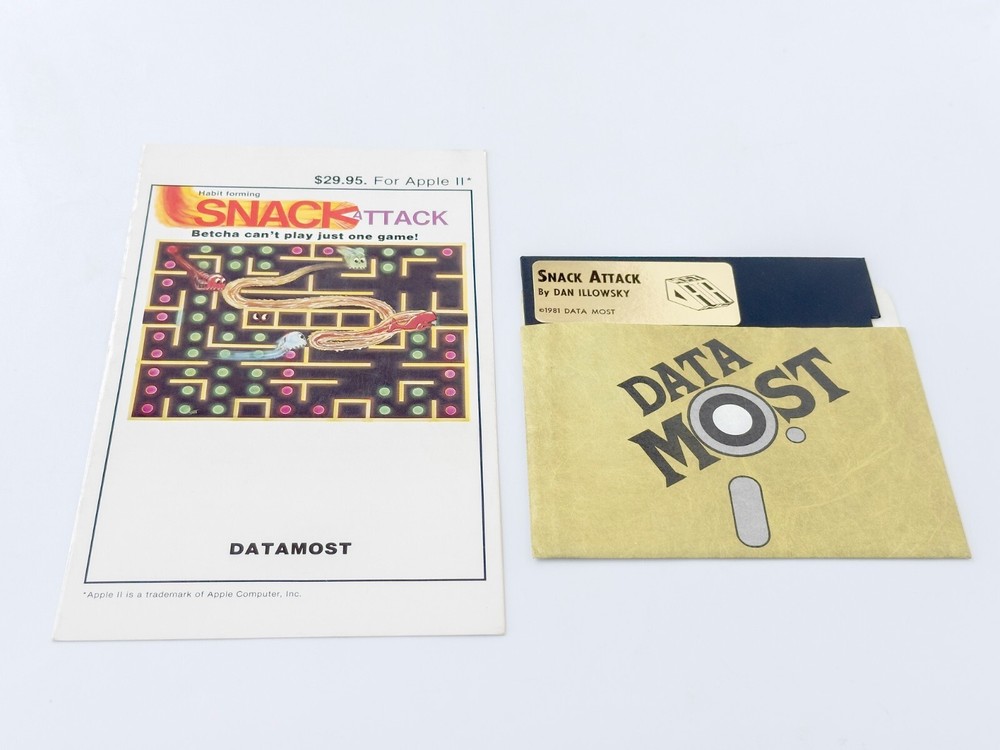 $29.95. For Apple II*
Habit forming
SNACK ATTACK
Betcha can't play just one game!
DATAMOST
*Apple II is a trademark of Apple Computer, Inc.
SNACK ATTACK
By DAN ILLOWSKY
©1981 DATA MOST
DATA
MOST